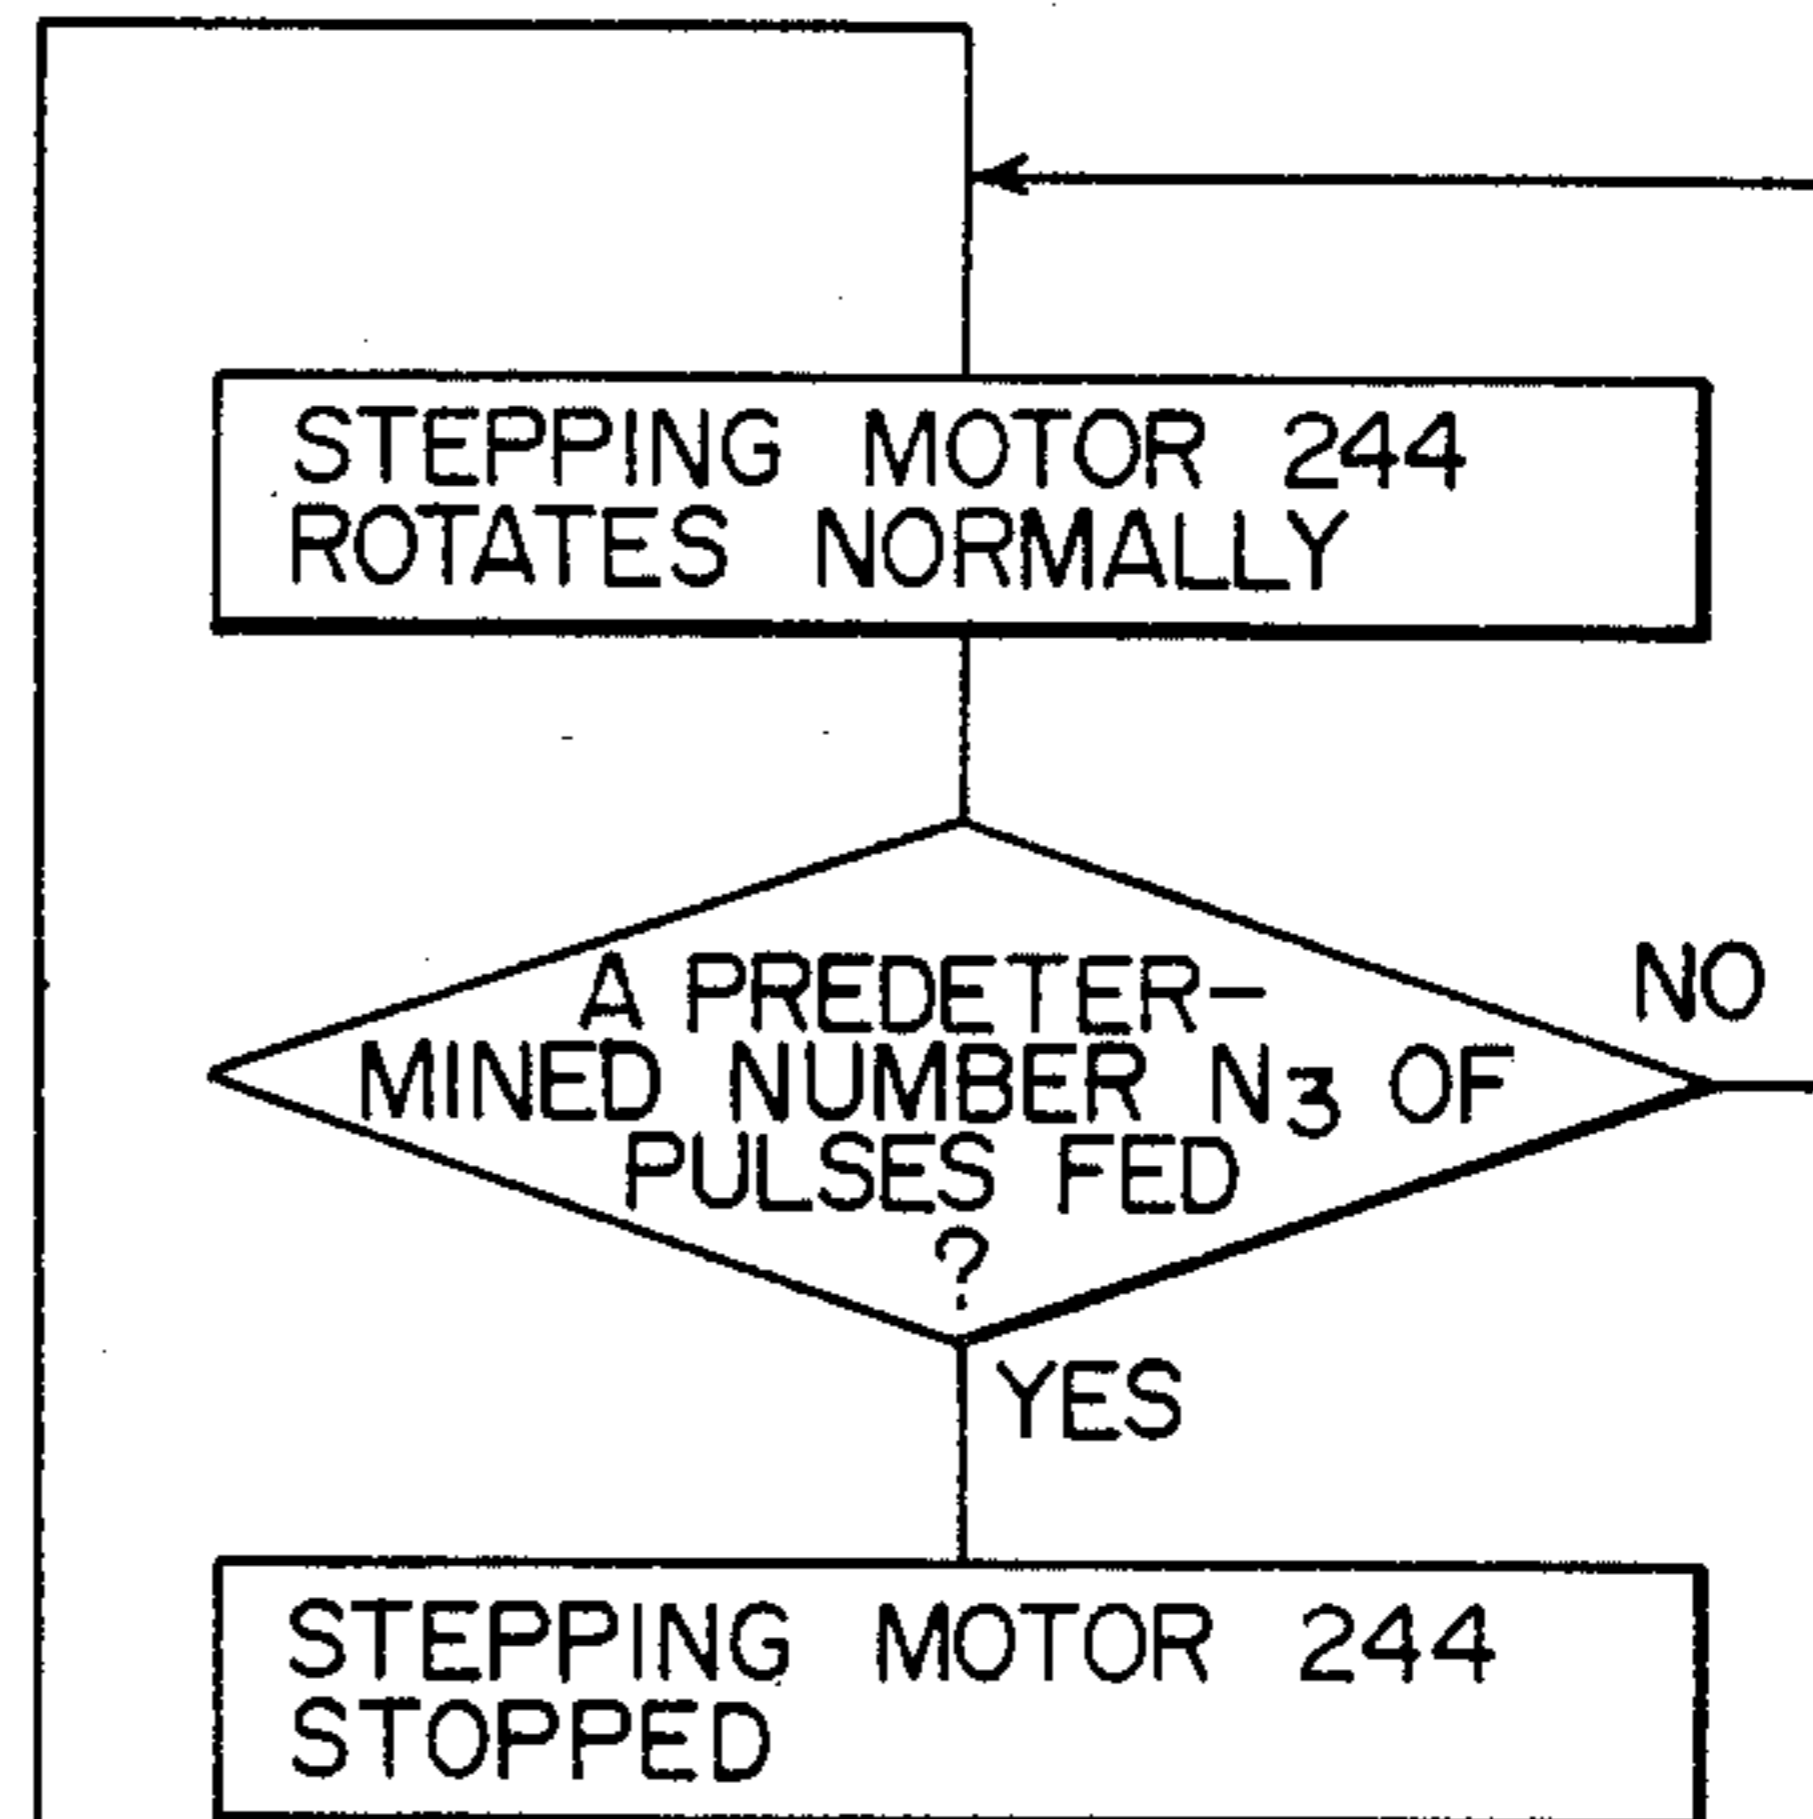 STEPPING MOTOR 244
ROTATES NORMALLY
A PREDETER-
MINED NUMBER N3 OF
PULSES FED
?
NO
YES
STEPPING MOTOR 244
STOPPED